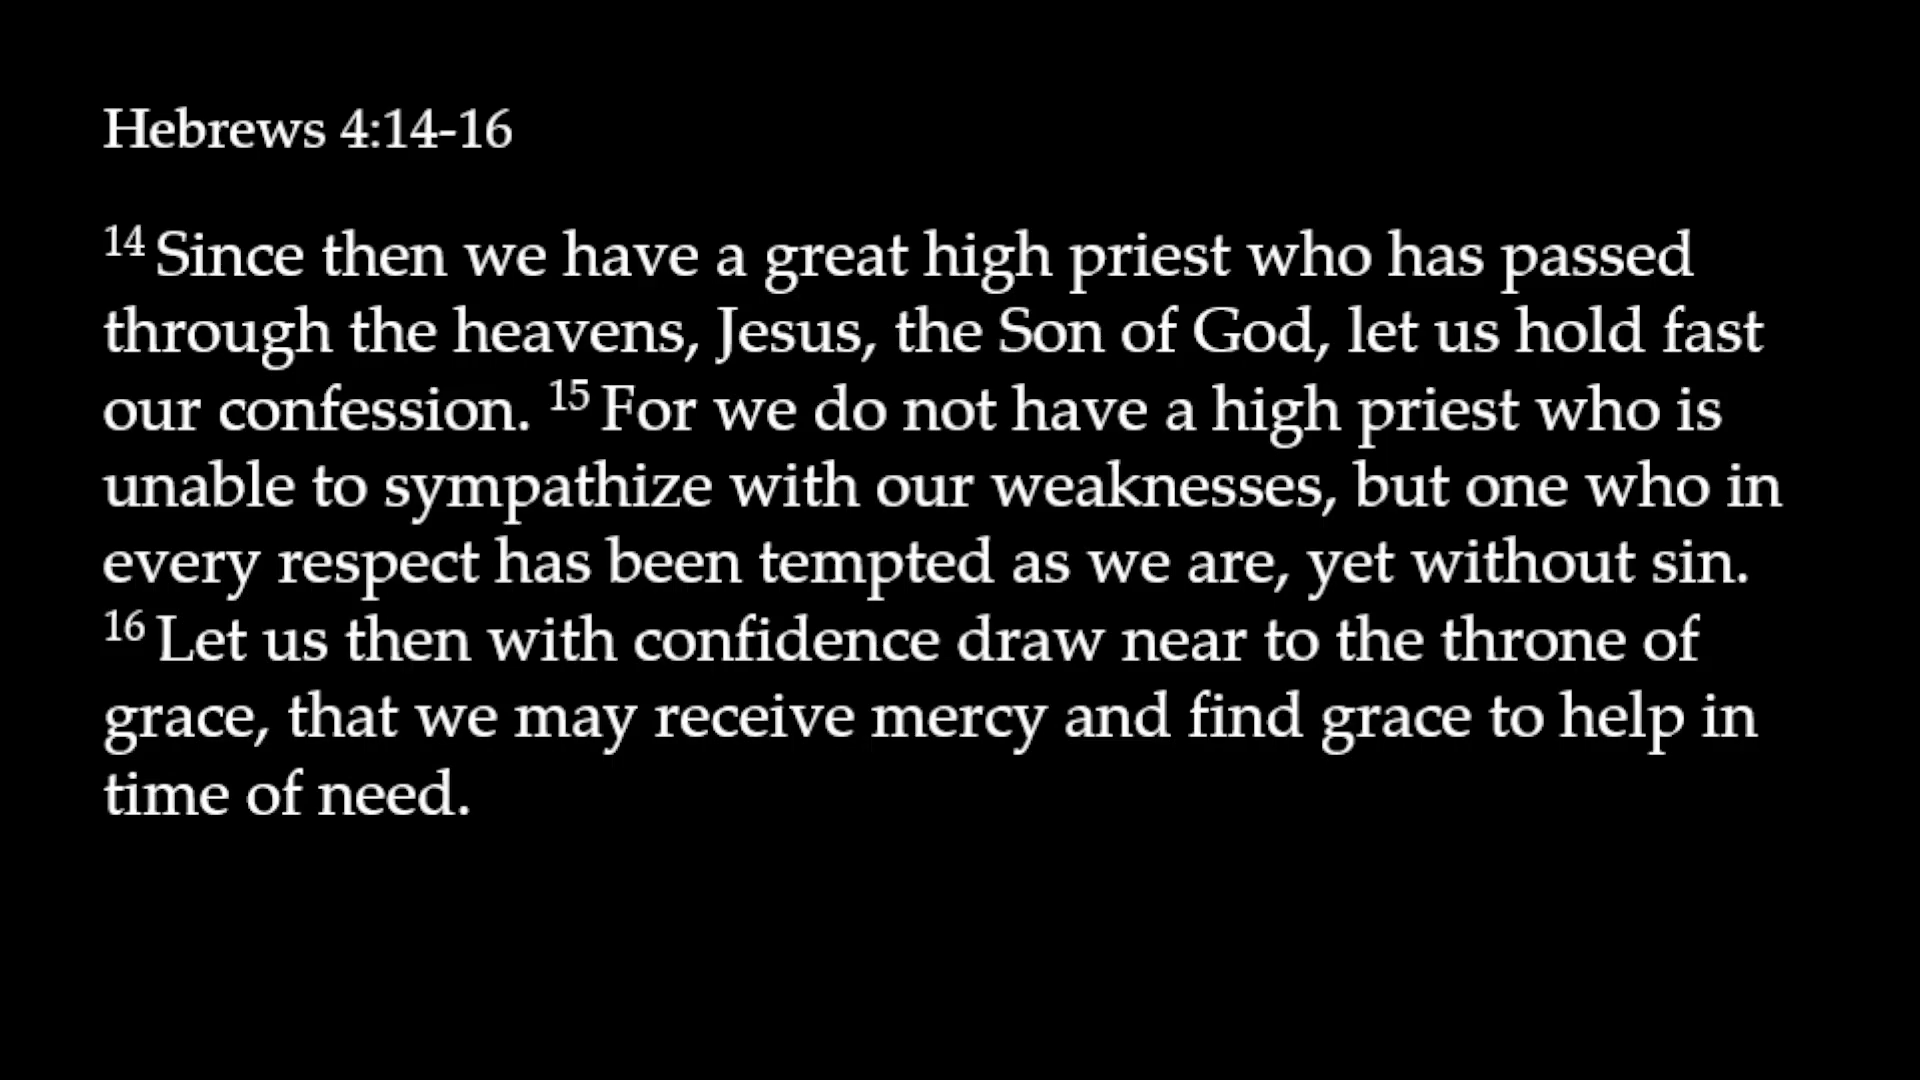 Hebrews 4:14-16
14 Since then we have a great high priest who has passed
through the heavens, Jesus, the Son of God, let us hold fast
our confession. 15 For we do not have a high priest who is
unable to sympathize with our weaknesses, but one who in
every respect has been tempted as we are, yet without sin.
16 Let us then with confidence draw near to the throne of
grace, that we may receive mercy and find grace to help in
time of need.